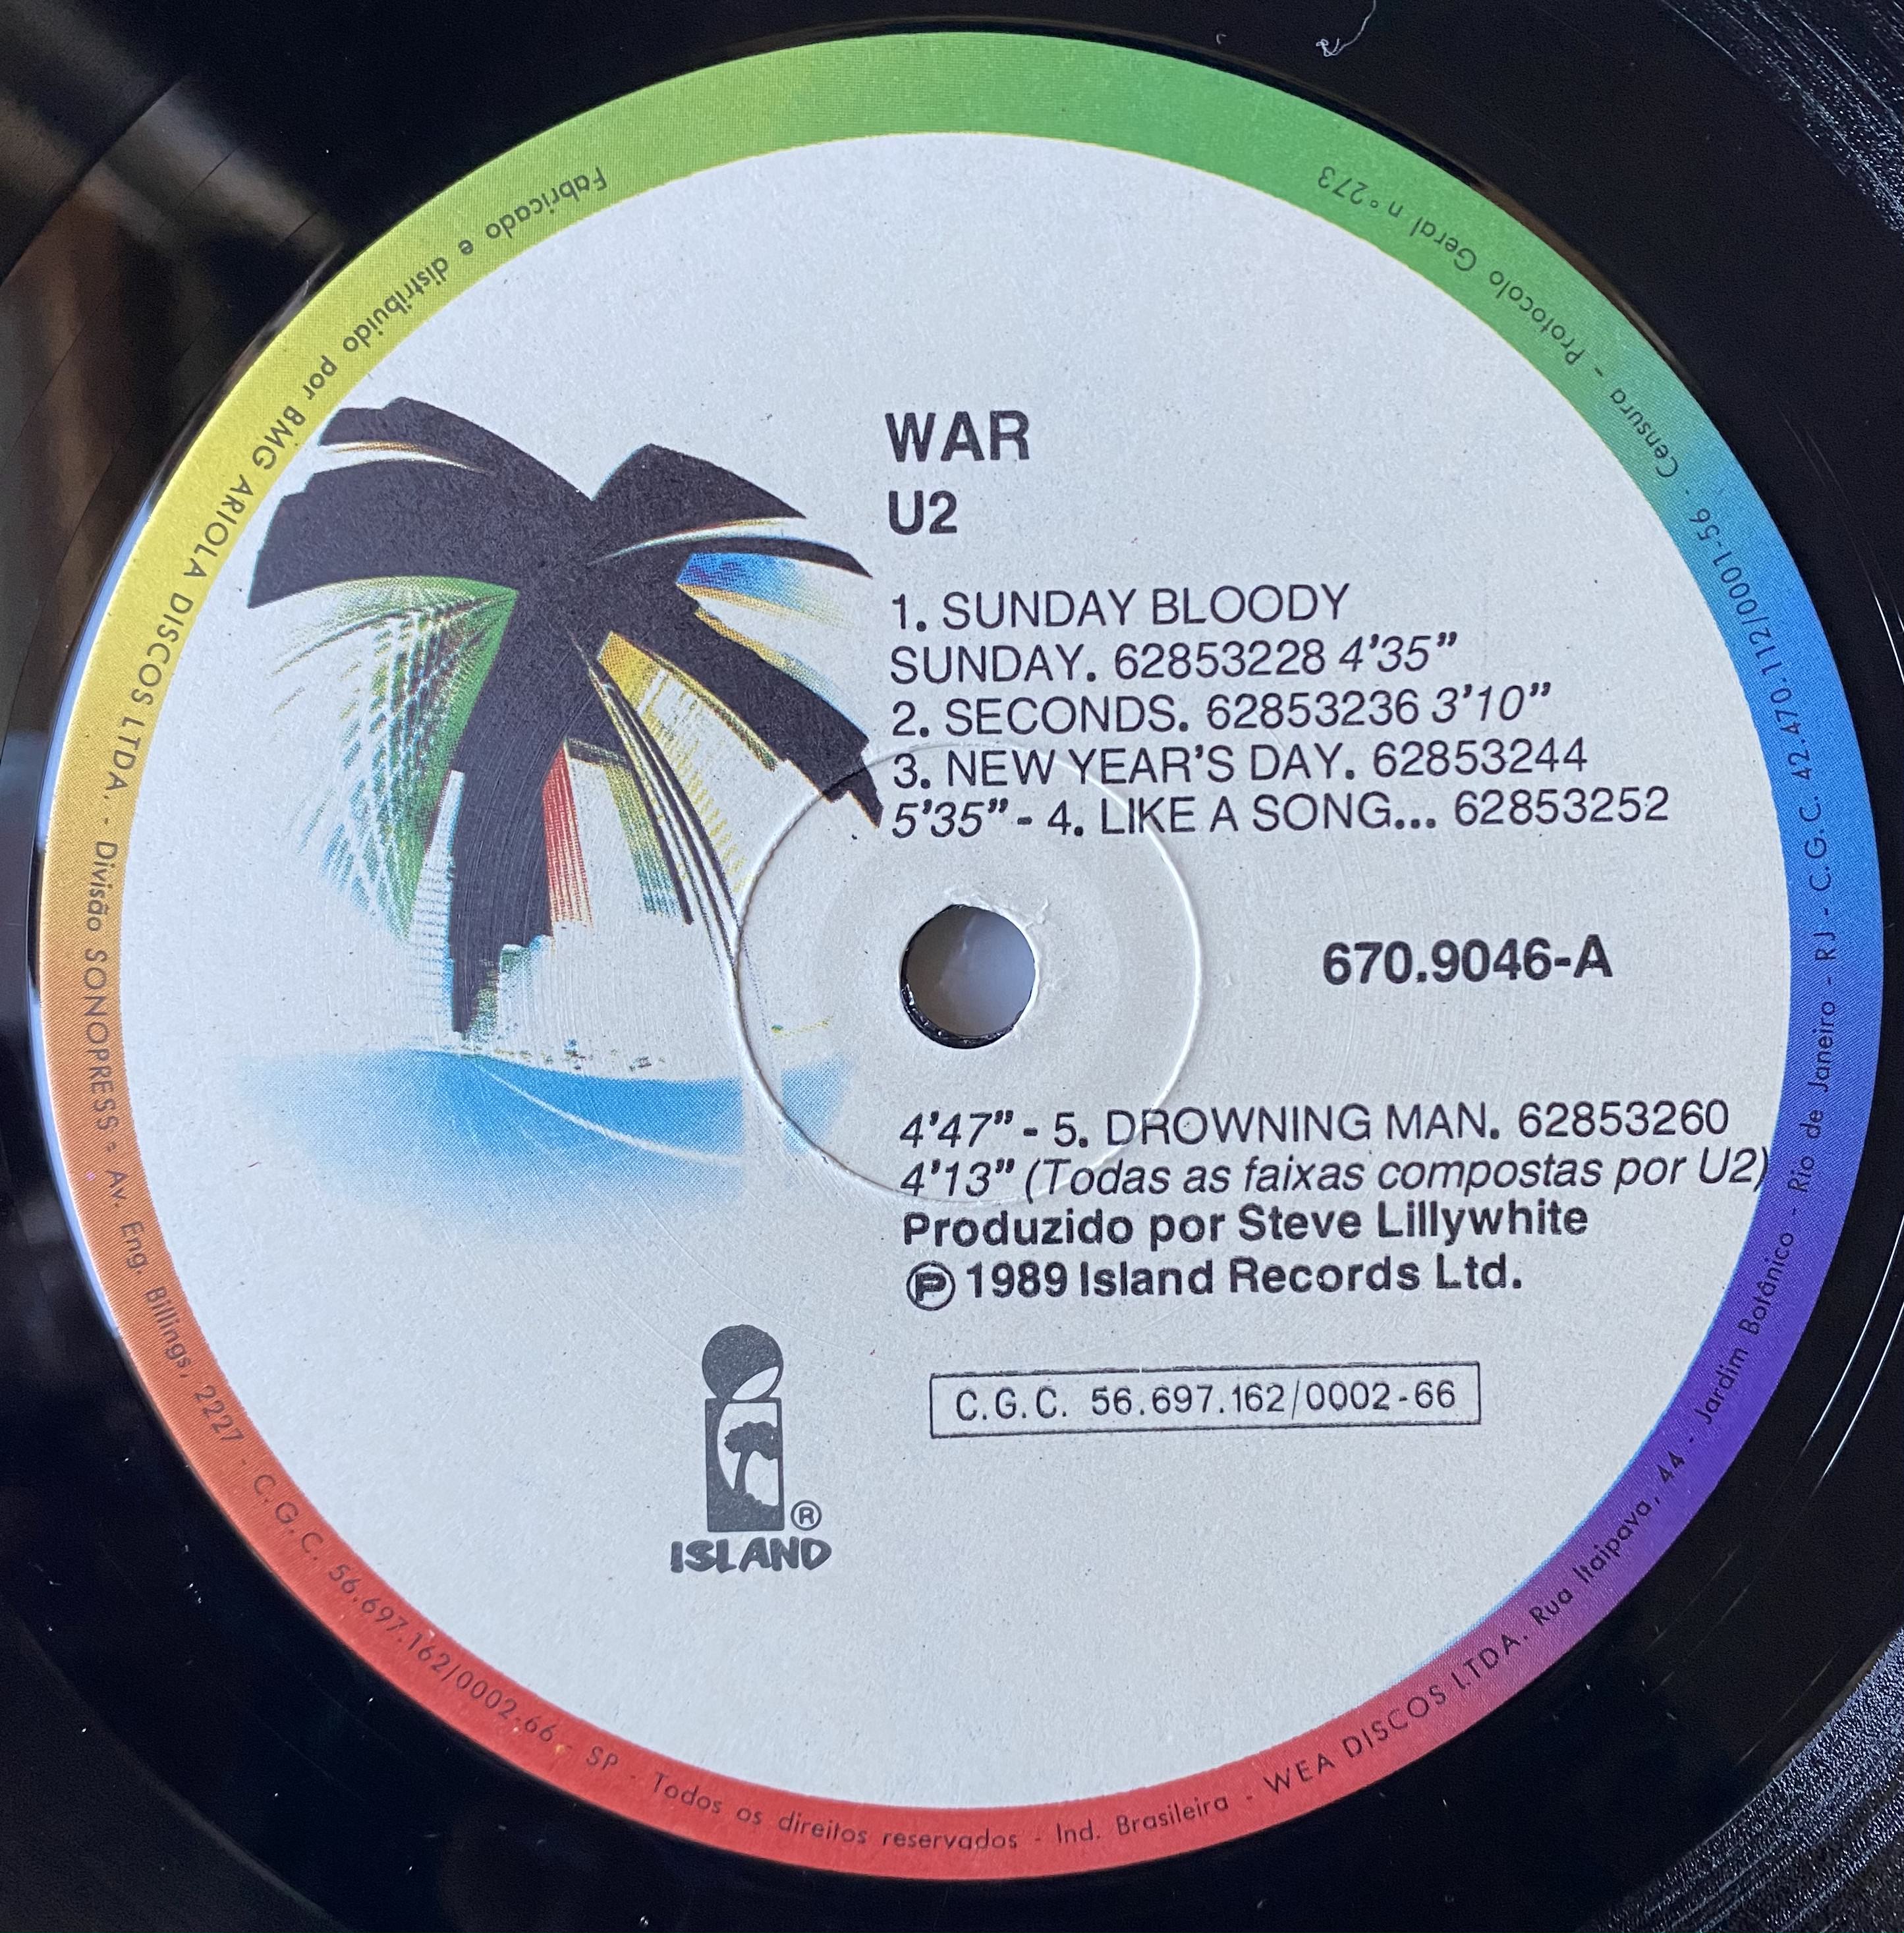 WAR
U2
1. SUNDAY BLOODY
SUNDAY. 62853228 4'35”
2. SECONDS. 62853236 3'10”
3. NEW YEAR'S DAY. 62853244
5'35” - 4. LIKE A SONG... 62853252
670.9046-A
4'47” - 5. DROWNING MAN. 62853260
4'13” (Todas as faixas compostas por U2)
Produzido por Steve Lillywhite
Ⓟ 1989 Island Records Ltd.
C.G.C. 56.697.162/0002-66
®
ISLAND
Fabricado e distribuído por BMG ARIOLA DISCOS LTDA. - Divisão SONOPRESS - Av. Eng. Billings, 2227 - C.G.C. 56.697.162/0002-66 - SP - Todos os direitos reservados - Ind. Brasileira - WEA DISCOS LTDA. Rua Itaipava, 44 - Jardim Botânico - Rio de Janeiro - RJ - C.G.C. 42.470.112/0001-56 - Censura - Protocolo Geral n° 273